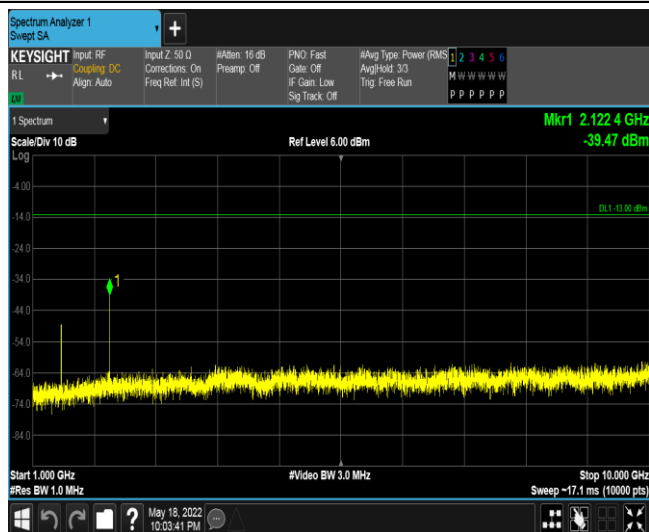 Spectrum Analyzer 1
Swept SA
+
KEYSIGHT
RL
Input: RF
Coupling: DC
Align: Auto
Input Z: 50 Ω
Corrections: On
Freq Ref: Int (S)
#Atten: 16 dB
Preamp: Off
PNO: Fast
Gate: Off
IF Gain: Low
Sig Track: Off
#Avg Type: Power (RMS
Avg|Hold: 3/3
Trig: Free Run
1 2 3 4 5 6
M W W W W W
P P P P P P
1 Spectrum
Mkr1 2.122 4 GHz
-39.47 dBm
Scale/Div 10 dB
Ref Level 6.00 dBm
Log
-4.00
DL1 -13.00 dBm
-14.0
-24.0
-34.0
1
-44.0
-54.0
-64.0
-74.0
-84.0
Start 1.000 GHz
#Video BW 3.0 MHz
Stop 10.000 GHz
#Res BW 1.0 MHz
Sweep ~17.1 ms (10000 pts)
?
May 18, 2022
10:03:41 PM